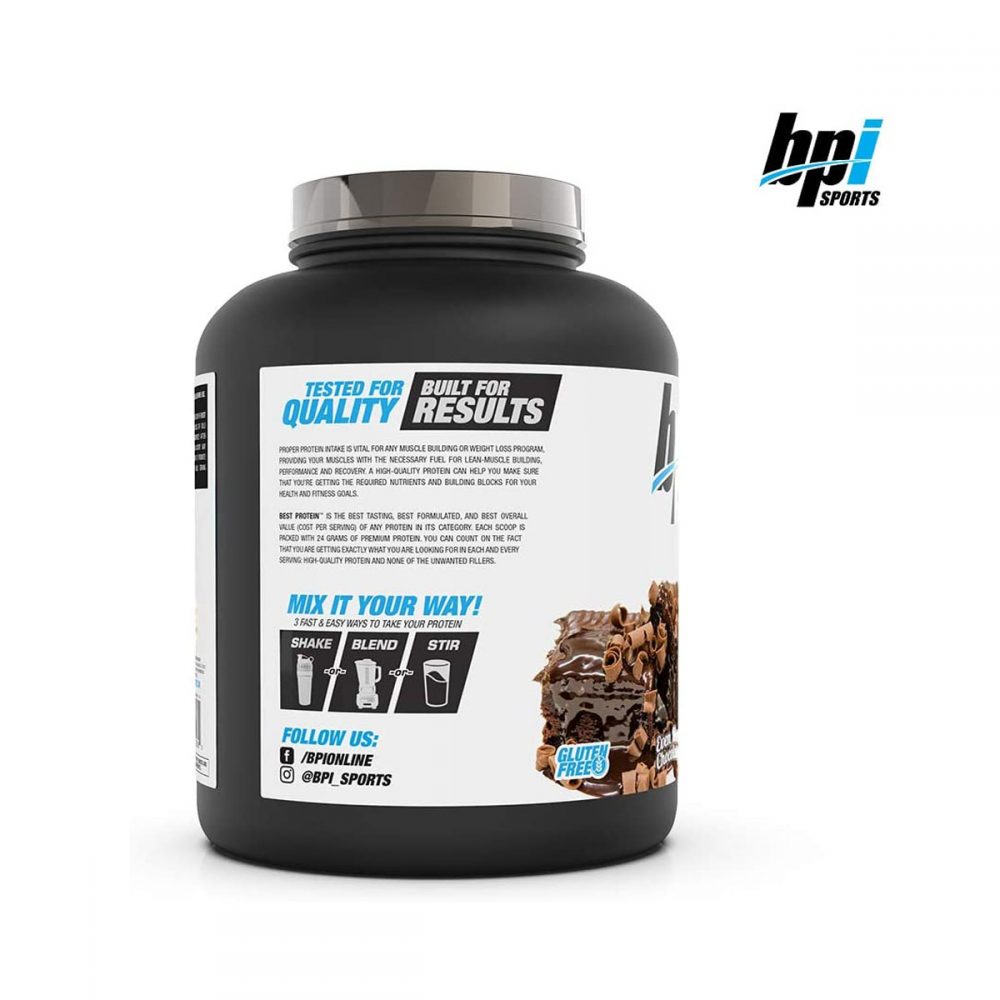 bpi
SPORTS
TESTED FOR
QUALITY
BUILT FOR
RESULTS
PROPER PROTEIN INTAKE IS VITAL FOR ANY MUSCLE BUILDING OR WEIGHT LOSS PROGRAM,
PROVIDING YOUR MUSCLES WITH THE NECESSARY FUEL FOR LEAN-MUSCLE BUILDING,
PERFORMANCE AND RECOVERY. A HIGH-QUALITY PROTEIN CAN HELP YOU MAKE SURE
THAT YOU'RE GETTING THE REQUIRED NUTRIENTS AND BUILDING BLOCKS FOR YOUR
HEALTH AND FITNESS GOALS.
BEST PROTEIN™ IS THE BEST TASTING, BEST FORMULATED, AND BEST OVERALL
VALUE (COST PER SERVING) OF ANY PROTEIN IN ITS CATEGORY. EACH SCOOP IS
PACKED WITH 24 GRAMS OF PREMIUM PROTEIN. YOU CAN COUNT ON THE FACT
THAT YOU ARE GETTING EXACTLY WHAT YOU ARE LOOKING FOR IN EACH AND EVERY
SERVING: HIGH-QUALITY PROTEIN AND NONE OF THE UNWANTED FILLERS.
MIX IT YOUR WAY!
3 FAST & EASY WAYS TO TAKE YOUR PROTEIN
SHAKE -or- BLEND -or- STIR
FOLLOW US:
/BPIONLINE
@BPI_SPORTS
GLUTEN
FREE